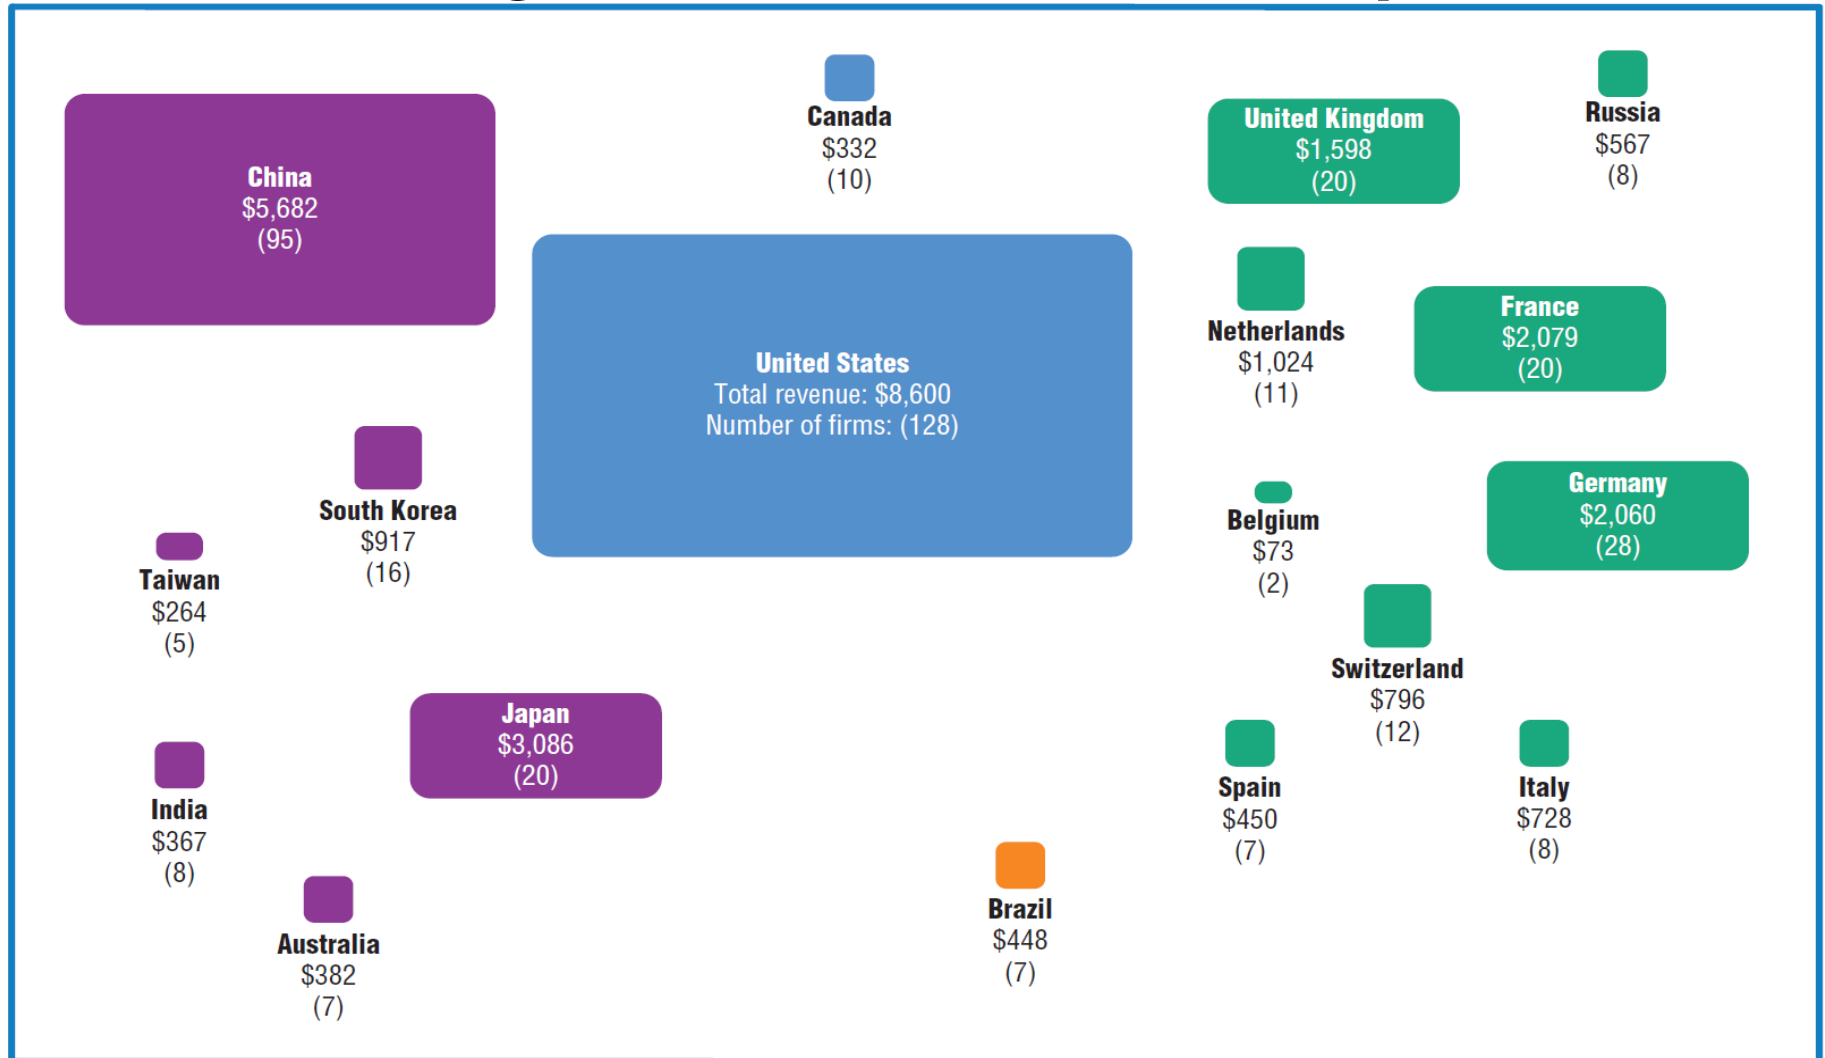 Canada
$332
(10)
Russia
$567
(8)
United Kingdom
$1,598
(20)
China
$5,682
(95)
United States
Total revenue: $8,600
Number of firms: (128)
Netherlands
$1,024
(11)
France
$2,079
(20)
South Korea
$917
(16)
Germany
$2,060
(28)
Belgium
$73
(2)
Taiwan
$264
(5)
Switzerland
$796
(12)
Japan
$3,086
(20)
India
$367
(8)
Spain
$450
(7)
Italy
$728
(8)
Australia
$382
(7)
Brazil
$448
(7)